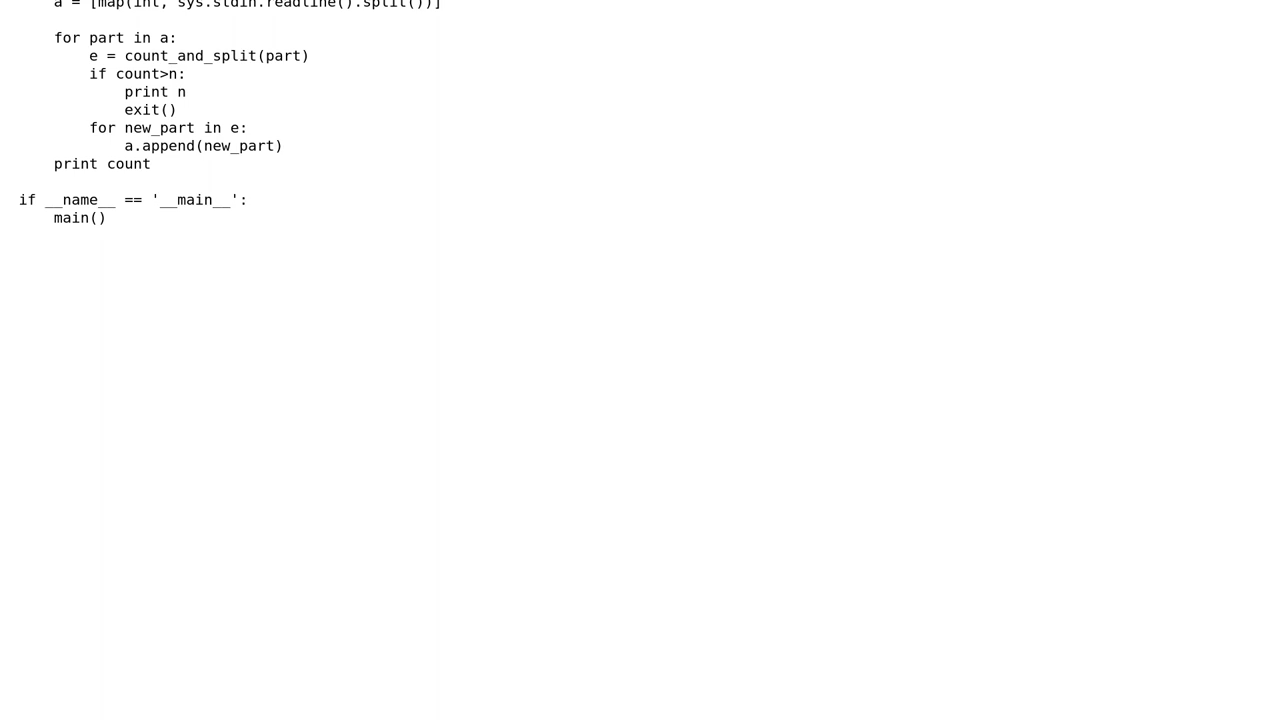 a = [map(int, sys.stdin.readline().split())]

    for part in a:
        e = count_and_split(part)
        if count>n:
            print n
            exit()
        for new_part in e:
            a.append(new_part)
    print count

if __name__ == '__main__':
    main()